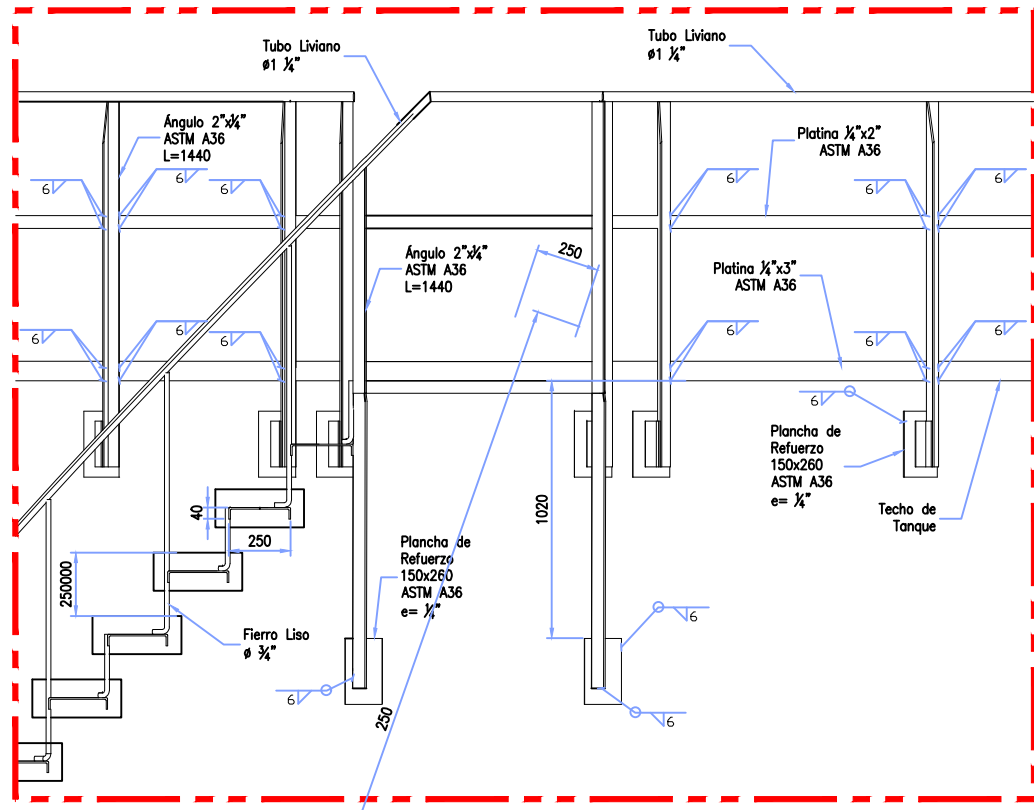 Tubo Liviano
ø1 ¼"
Tubo Liviano
ø1 ¼"
Ángulo 2"x¼"
ASTM A36
L=1440
Platina ¼"x2"
ASTM A36
6
6
6
6
6
6
Ángulo 2"x¼"
ASTM A36
L=1440
250
Platina ¼"x3"
ASTM A36
6
6
6
6
6
6
6
Plancha de
Refuerzo
150x260
ASTM A36
e= ¼"
Techo de
Tanque
40
250
1020
Plancha de
Refuerzo
150x260
ASTM A36
e= ¼"
250000
Fierro Liso
ø ¾"
6
6
250
6